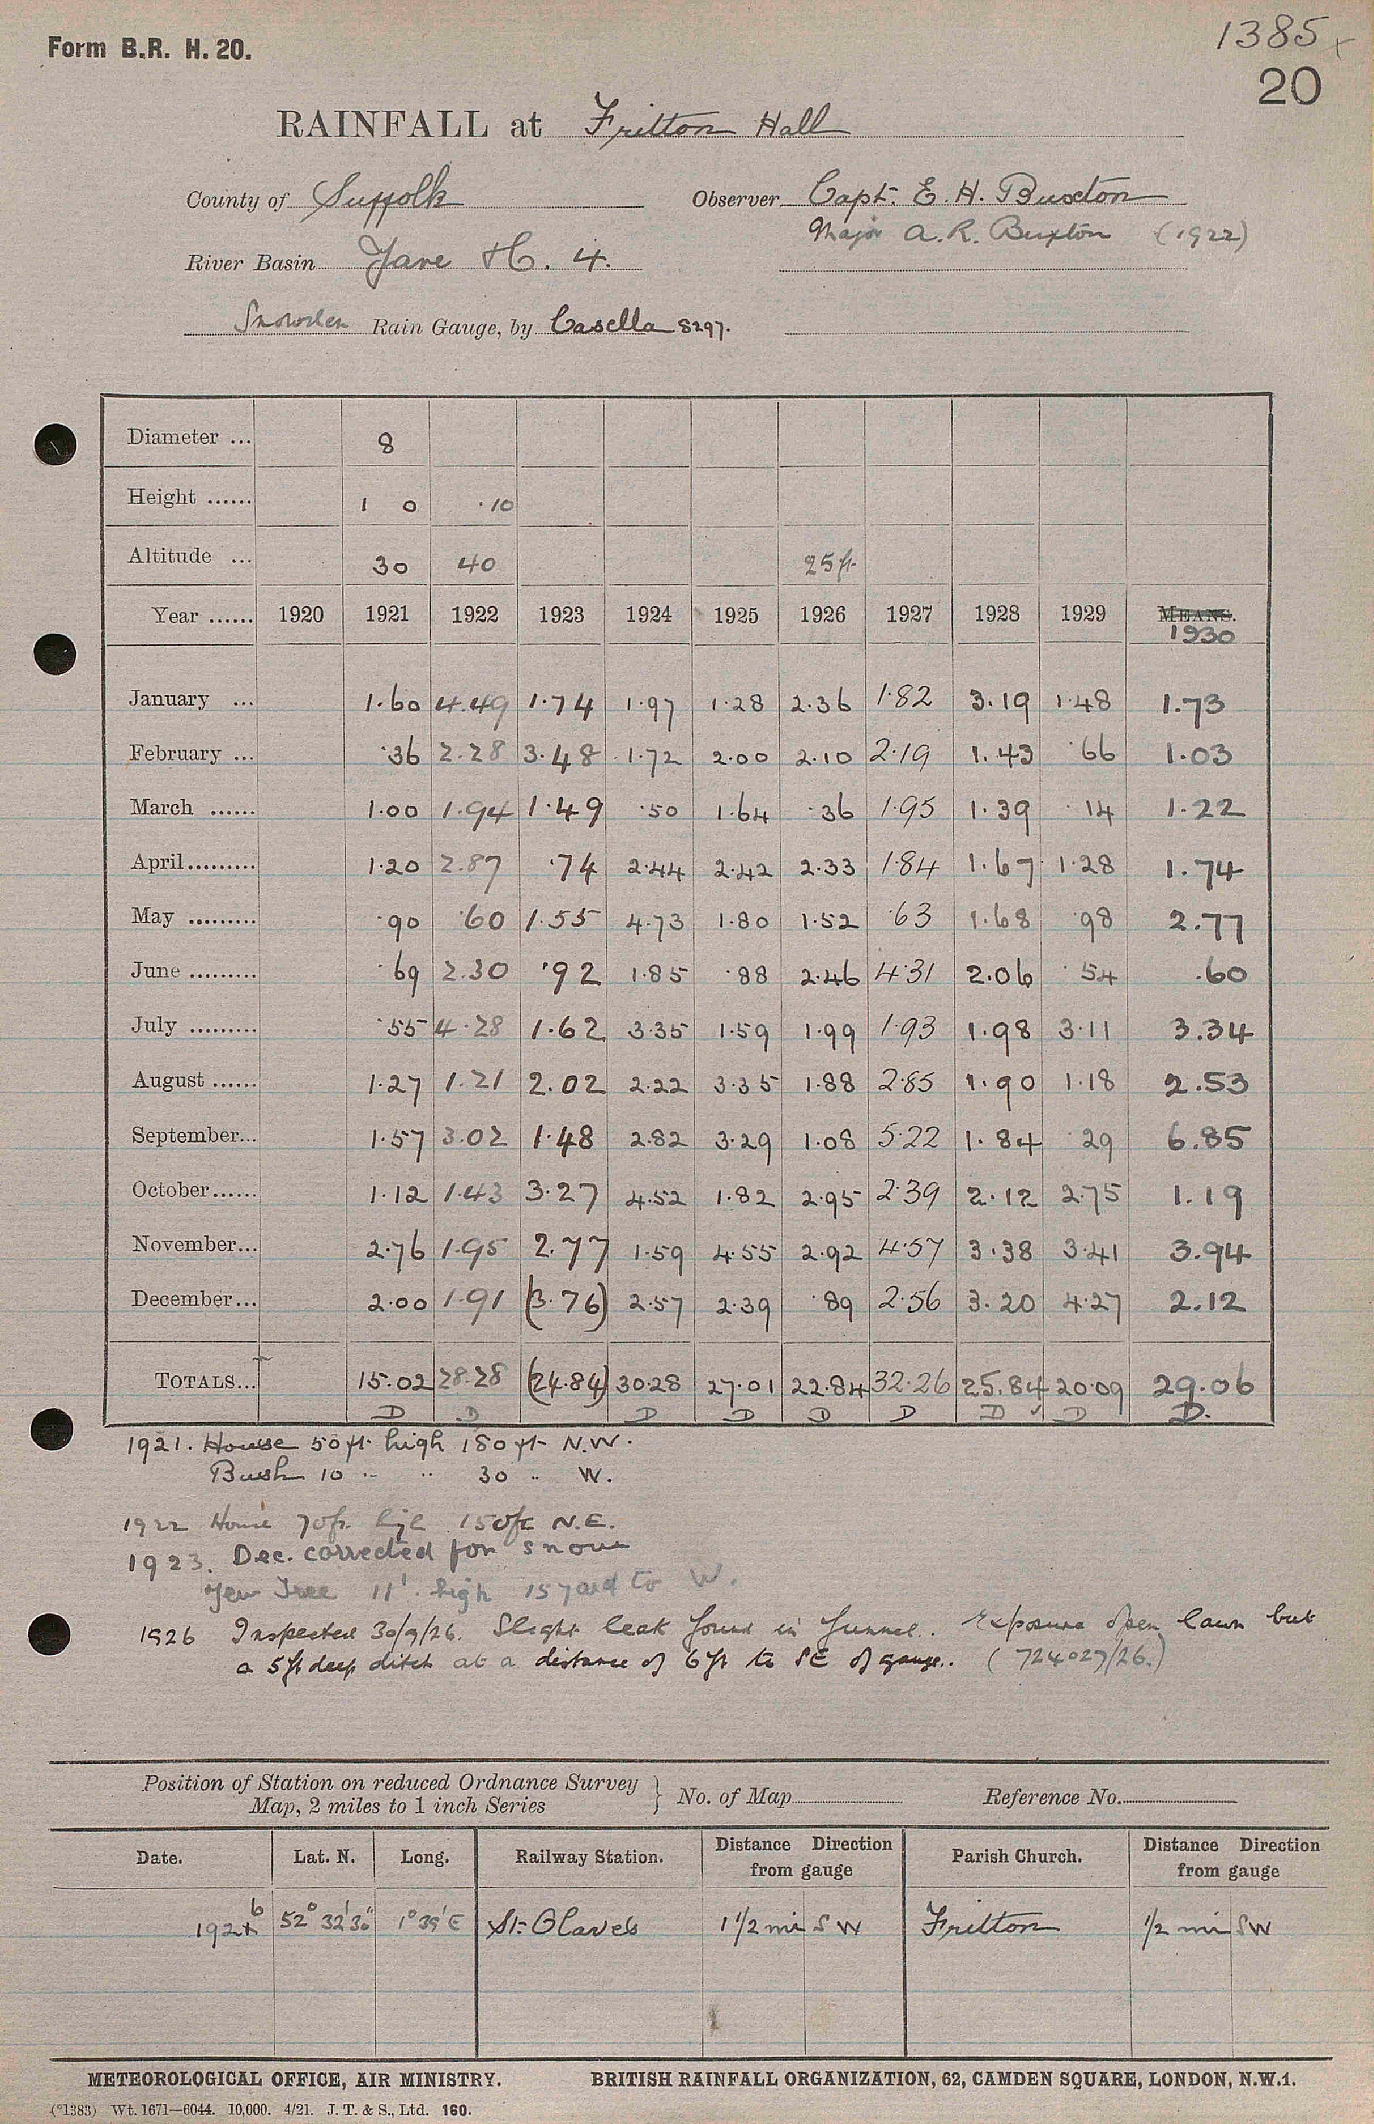 Form B.R. H. 20.
1385
20
RAINFALL at Fritton Hall
County of Suffolk Observer Capt. E. H. Buxton
Major A. R. Buxton (1922)
River Basin Yare H. 4.
Snowden Rain Gauge, by Casella 8297.
Diameter ... 8
Height ...... 1 0 ·10
Altitude ... 30 40 25 ft.
Year ...... 1920 1921 1922 1923 1924 1925 1926 1927 1928 1929 MEANS.
1930
January ... 1.60 4.49 1.74 1.97 1.28 2.36 1.82 3.19 1.48 1.73
February ... .36 2.28 3.48 1.72 2.00 2.10 2.19 1.43 .66 1.03
March ...... 1.00 1.94 1.49 .50 1.64 .36 1.95 1.39 .14 1.22
April......... 1.20 2.87 .74 2.44 2.42 2.33 1.84 1.67 1.28 1.74
May ......... .90 .60 1.55 4.73 1.80 1.52 .63 1.68 .98 2.77
June ......... .69 2.30 .92 1.85 .88 2.46 4.31 2.06 .54 .60
July ......... .55 4.28 1.62 3.35 1.59 1.99 1.93 1.98 3.11 3.34
August ...... 1.27 1.21 2.02 2.22 3.35 1.88 2.85 1.90 1.18 2.53
September... 1.57 3.02 1.48 2.82 3.29 1.08 5.22 1.84 .29 6.85
October...... 1.12 1.43 3.27 4.52 1.82 2.95 2.39 2.12 2.75 1.19
November... 2.76 1.95 2.77 1.59 4.55 2.92 4.57 3.38 3.41 3.94
December... 2.00 1.91 (3.76) 2.57 2.39 .89 2.56 3.20 4.27 2.12
TOTALS... 15.02 28.28 (24.84) 30.28 27.01 22.84 32.26 25.84 20.09 29.06
D D D D D D D ✓ D D.
1921. House 50 ft. high 180 ft N.W.
Bush 10 " " 30 " W.
1922 House 70 ft. high 150 ft N.E.
1923. Dec. corrected for snow
Yew Tree 11' high 15 yard to W.
1926 Inspected 30/9/26. Slight leak found in funnel. Exposure open lawn but
a 5 ft deep ditch at a distance of 6 ft to SE of gauge. (724027/26.)
Position of Station on reduced Ordnance Survey
Map, 2 miles to 1 inch Series } No. of Map Reference No.
Date. Lat. N. Long. Railway Station. Distance Direction from gauge Parish Church. Distance Direction from gauge
1926 52° 32' 30" 1° 39' E St. Olaves 1 1/2 mi SW Fritton 1/2 mi SW
METEOROLOGICAL OFFICE, AIR MINISTRY. BRITISH RAINFALL ORGANIZATION, 62, CAMDEN SQUARE, LONDON, N.W.1.
(*1383) Wt. 1671—6044. 10,000. 4/21. J. T. & S., Ltd. 160.